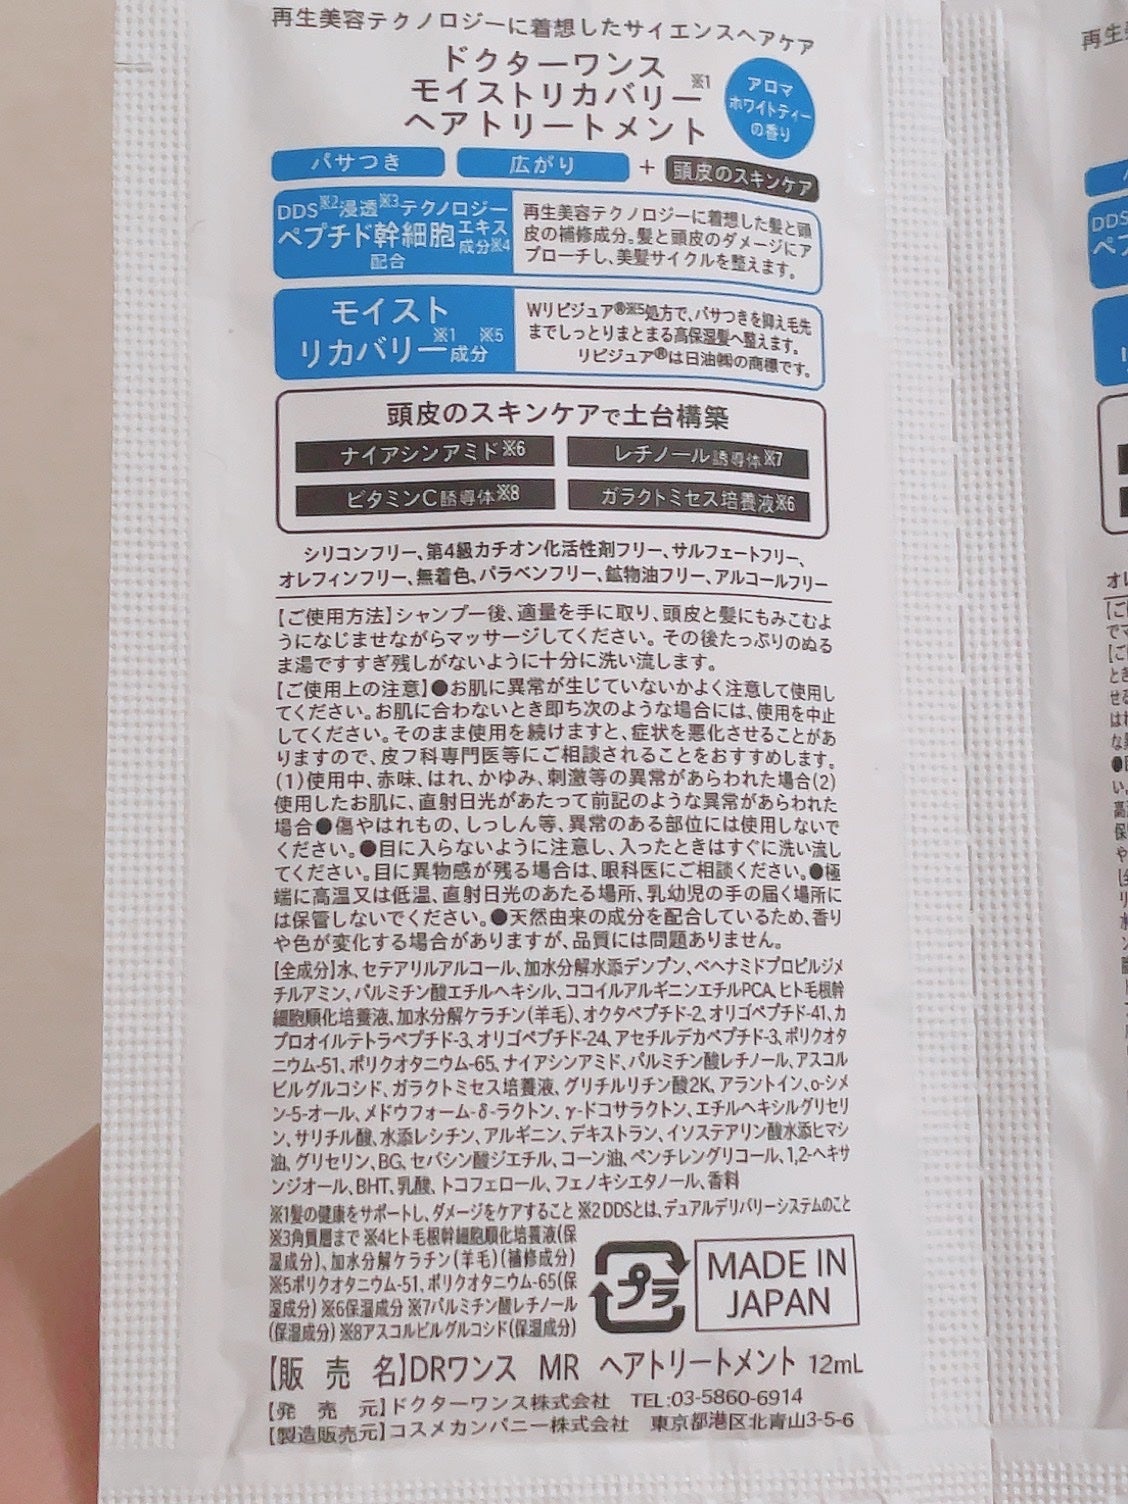 再生美容テクノロジーに着想したサイエンスヘアケア
ドクターワンス
モイストリカバリー※1
ヘアトリートメント
アロマ
ホワイトティー
の香り
パサつき 広がり + 頭皮のスキンケア
DDS※2浸透※3テクノロジー
ペプチド幹細胞エキス成分※4
配合
再生美容テクノロジーに着想した髪と頭
皮の補修成分。髪と頭皮のダメージにア
プローチし、美髪サイクルを整えます。
モイスト
リカバリー※1成分※5
Wリピジュア®※5処方で、パサつきを抑え毛先
までしっとりまとまる高保湿髪へ整えます。
リピジュア®は日油㈱の商標です。
頭皮のスキンケアで土台構築
ナイアシンアミド※6 レチノール誘導体※7
ビタミンC誘導体※8 ガラクトミセス培養液※6
シリコンフリー、第4級カチオン化活性剤フリー、サルフェートフリー、
オレフィンフリー、無着色、パラベンフリー、鉱物油フリー、アルコールフリー
【ご使用方法】シャンプー後、適量を手に取り、頭皮と髪にもみこむよ
うになじませながらマッサージしてください。その後たっぷりのぬる
ま湯ですすぎ残しがないように十分に洗い流します。
【ご使用上の注意】●お肌に異常が生じていないかよく注意して使用し
てください。お肌に合わないとき即ち次のような場合には、使用を中止
してください。そのまま使用を続けますと、症状を悪化させることがあ
りますので、皮フ科専門医等にご相談されることをおすすめします。
(1)使用中、赤味、はれ、かゆみ、刺激等の異常があらわれた場合(2)
使用したお肌に、直射日光があたって前記のような異常があらわれた
場合●傷やはれもの、しっしん等、異常のある部位には使用しないで
ください。●目に入らないように注意し、入ったときはすぐに洗い流し
てください。目に異物感が残る場合は、眼科医にご相談ください。●極
端に高温又は低温、直射日光のあたる場所、乳幼児の手の届く場所に
は保管しないでください。●天然由来の成分を配合しているため、香り
や色が変化する場合がありますが、品質には問題ありません。
【全成分】水、セテアリルアルコール、加水分解水添デンプン、ベヘナミドプロピルジメ
チルアミン、パルミチン酸エチルヘキシル、ココイルアルギニンエチルPCA、ヒト毛根幹
細胞順化培養液、加水分解ケラチン(羊毛)、オクタペプチド-2、オリゴペプチド-41、カ
プロオイルテトラペプチド-3、オリゴペプチド-24、アセチルデカペプチド-3、ポリクオタ
ニウム-51、ポリクオタニウム-65、ナイアシンアミド、パルミチン酸レチノール、アスコル
ビルグルコシド、ガラクトミセス培養液、グリチルリチン酸2K、アラントイン、o-シメ
ン-5-オール、メドウフォーム-δ-ラクトン、γ-ドコサラクトン、エチルヘキシルグリセリ
ン、サリチル酸、水添レシチン、アルギニン、デキストラン、イソステアリン酸水添ヒマシ
油、グリセリン、BG、セバシン酸ジエチル、コーン油、ペンチレングリコール、1,2-ヘキサ
ンジオール、BHT、乳酸、トコフェロール、フェノキシエタノール、香料
※1髪の健康をサポートし、ダメージをケアすること ※2DDSとは、デュアルデリバリーシステムのこと
※3角質層まで ※4ヒト毛根幹細胞順化培養液(保
湿成分)、加水分解ケラチン(羊毛)(補修成分)
※5ポリクオタニウム-51、ポリクオタニウム-65(保
湿成分) ※6保湿成分 ※7パルミチン酸レチノール
(保湿成分) ※8アスコルビルグルコシド(保湿成分)
プラ
MADE IN
JAPAN
【販 売 名】DRワンス MR ヘアトリートメント 12mL
【発 売 元】ドクターワンス株式会社 TEL:03-5860-6914
【製造販売元】コスメカンパニー株式会社 東京都港区北青山3-5-6
再生
DDS